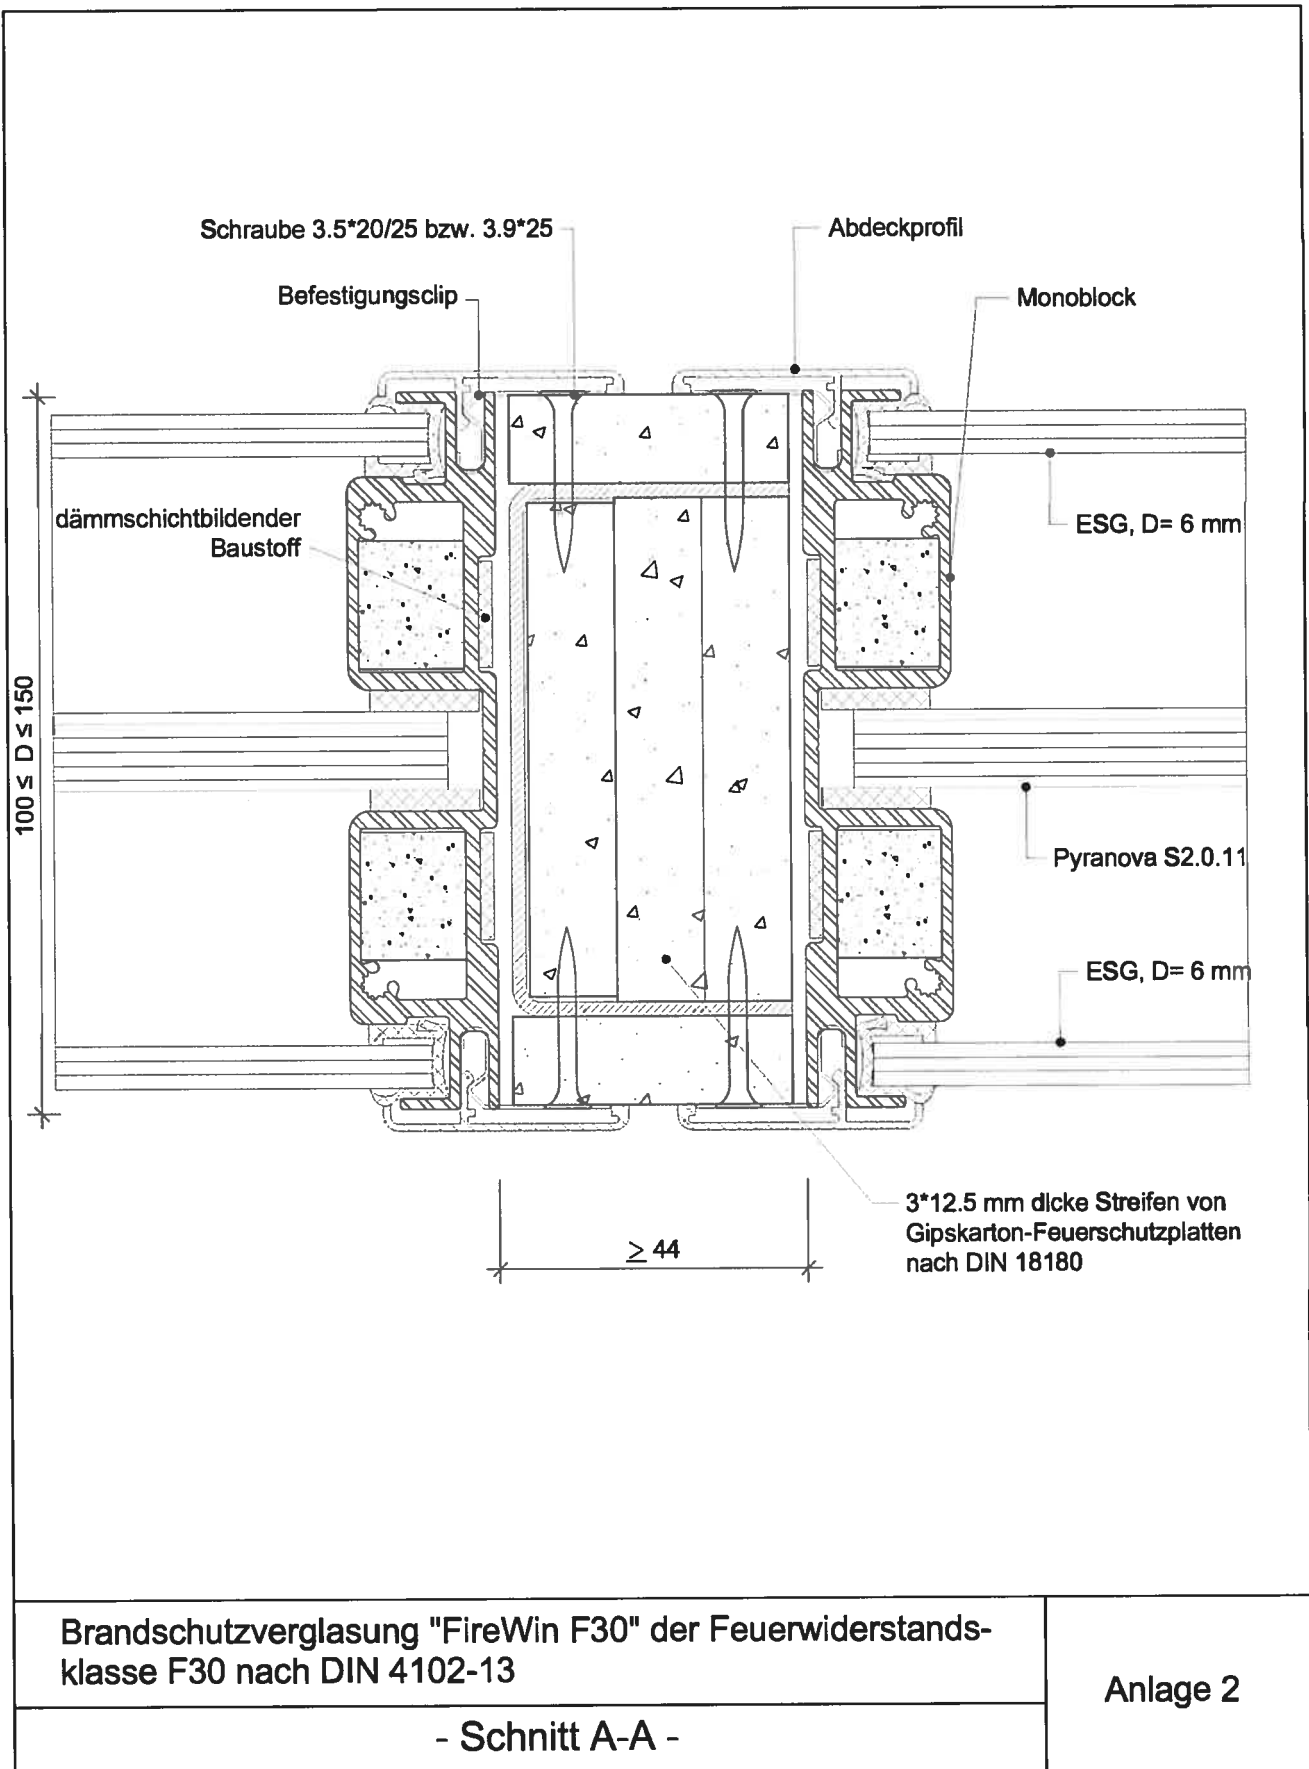 Schraube 3.5*20/25 bzw. 3.9*25
Abdeckprofil
Befestigungsclip
Monoblock
dämmschichtbildender
Baustoff
ESG, D= 6 mm
100 ≤ D ≤ 150
Pyranova S2.0.11
ESG, D= 6 mm
3*12.5 mm dicke Streifen von
Gipskarton-Feuerschutzplatten
nach DIN 18180
≥ 44
Brandschutzverglasung "FireWin F30" der Feuerwiderstands-
klasse F30 nach DIN 4102-13
Anlage 2
- Schnitt A-A -